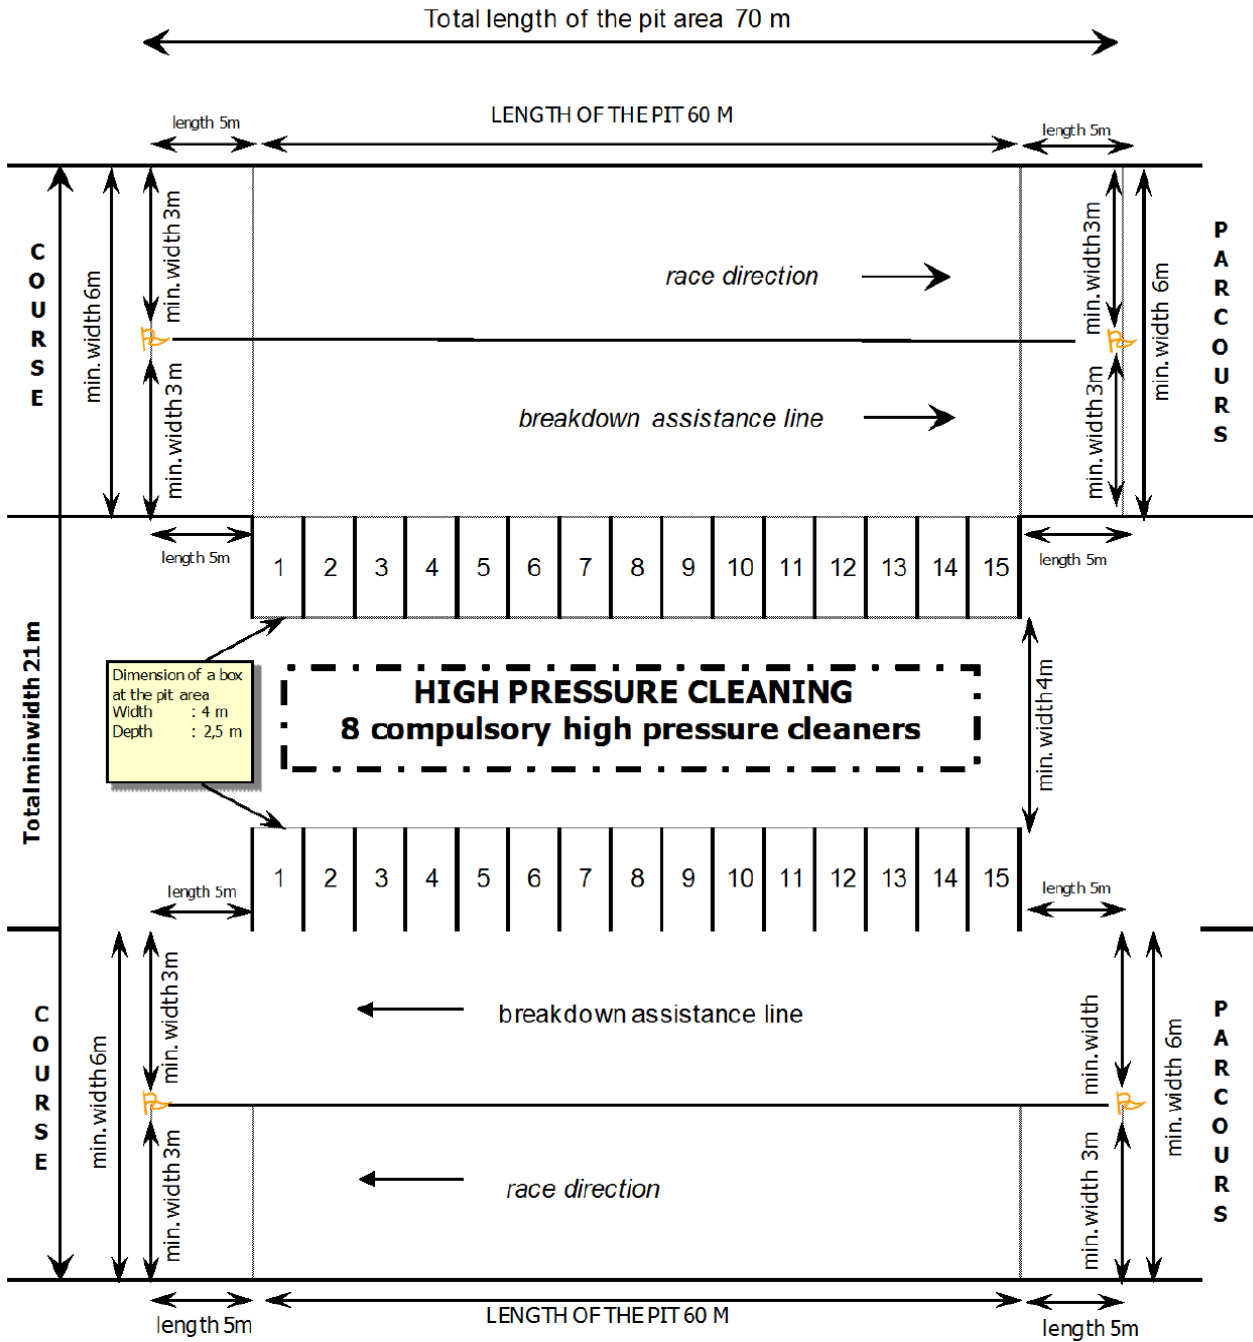 Total length of the pit area 70 m
LENGTH OF THE PIT 60 M
length 5m
length 5m
min. width 3m
min. width 3m
COURSE
min. width 6m
PARCOURS
min. width 6m
race direction
min. width 3m
min. width 3m
breakdown assistance line
length 5m
1 2 3 4 5 6 7 8 9 10 11 12 13 14 15
length 5m
Total min width 21 m
Dimension of a box
at the pit area
Width : 4 m
Depth : 2,5 m
HIGH PRESSURE CLEANING
8 compulsory high pressure cleaners
min. width 4m
length 5m
1 2 3 4 5 6 7 8 9 10 11 12 13 14 15
length 5m
COURSE
min. width 6m
min. width 3m
breakdown assistance line
min. width
min. width 6m
PARCOURS
min. width 3m
race direction
min. width 3m
length 5m
LENGTH OF THE PIT 60 M
length 5m